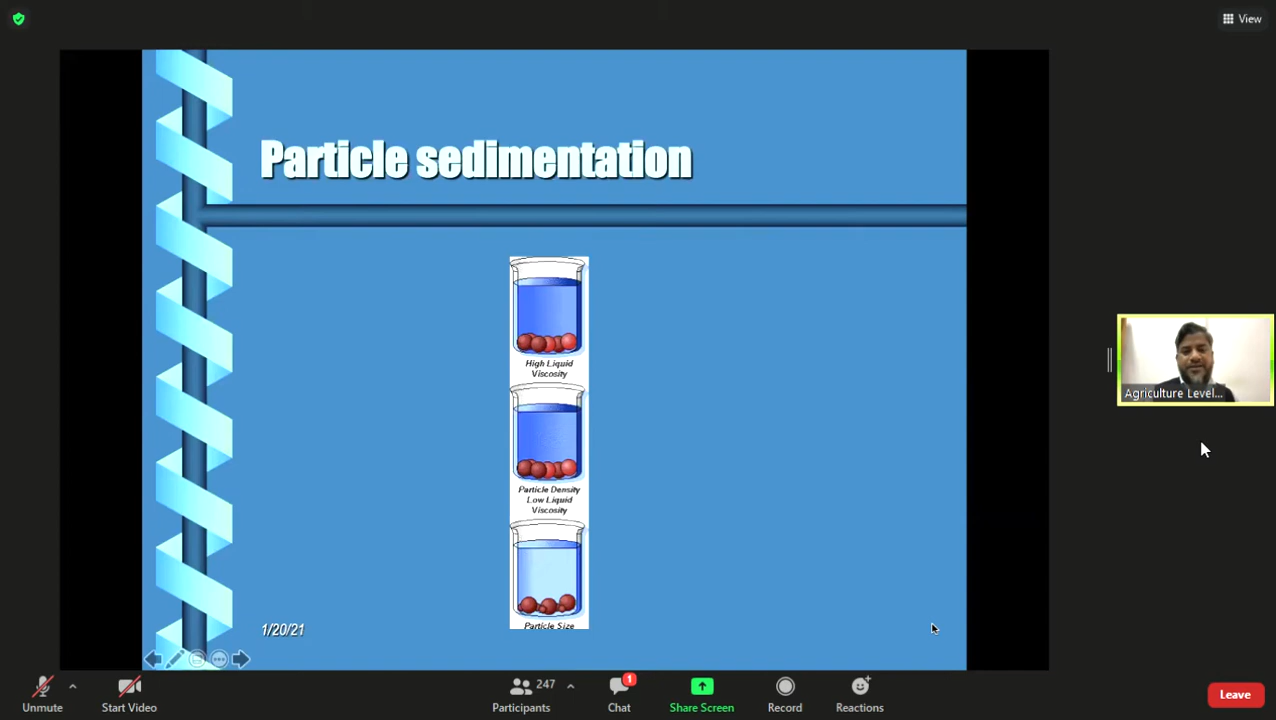 View
Particle sedimentation
High Liquid
Viscosity
Particle Density
Low Liquid
Viscosity
Particle Size
1/20/21
Agriculture Level...
Unmute
Start Video
247
Participants
1
Chat
Share Screen
Record
Reactions
Leave